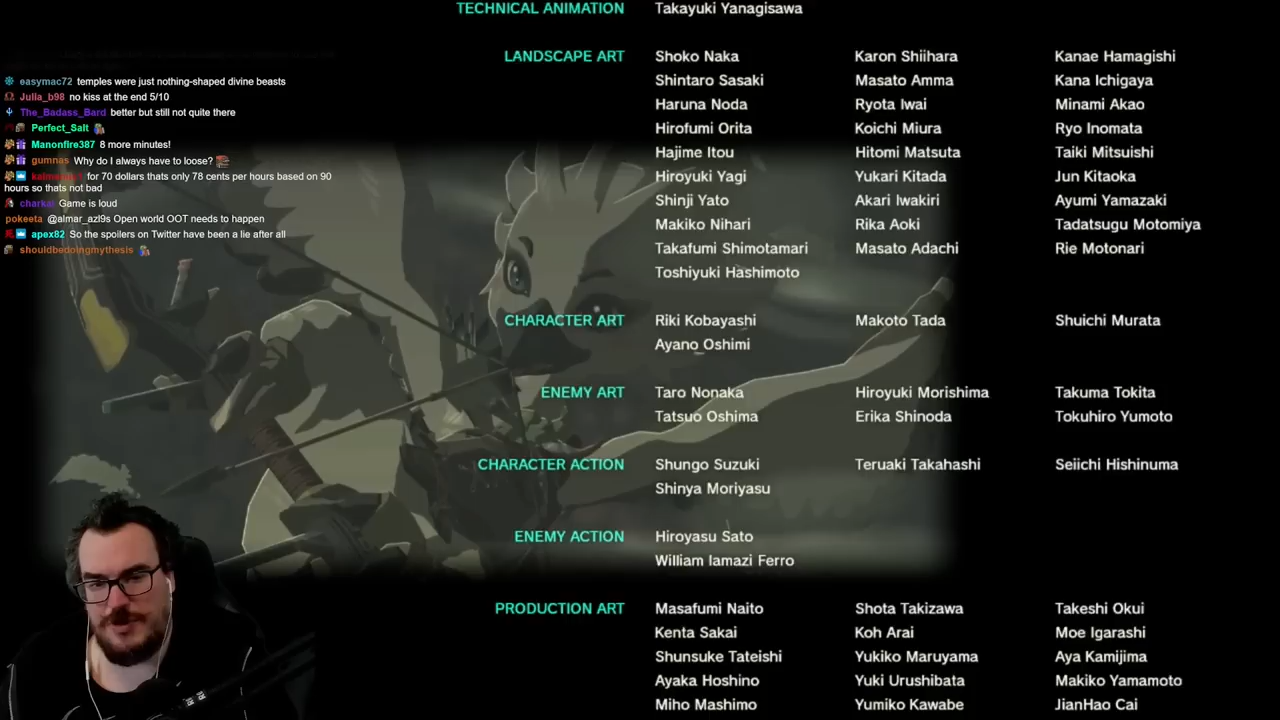 TECHNICAL ANIMATION Takayuki Yanagisawa
LANDSCAPE ART Shoko Naka Karon Shiihara Kanae Hamagishi
Shintaro Sasaki Masato Amma Kana Ichigaya
Haruna Noda Ryota Iwai Minami Akao
Hirofumi Orita Koichi Miura Ryo Inomata
Hajime Itou Hitomi Matsuta Taiki Mitsuishi
Hiroyuki Yagi Yukari Kitada Jun Kitaoka
Shinji Yato Akari Iwakiri Ayumi Yamazaki
Makiko Nihari Rika Aoki Tadatsugu Motomiya
Takafumi Shimotamari Masato Adachi Rie Motonari
Toshiyuki Hashimoto
CHARACTER ART Riki Kobayashi Makoto Tada Shuichi Murata
Ayano Oshimi
ENEMY ART Taro Nonaka Hiroyuki Morishima Takuma Tokita
Tatsuo Oshima Erika Shinoda Tokuhiro Yumoto
CHARACTER ACTION Shungo Suzuki Teruaki Takahashi Seiichi Hishinuma
Shinya Moriyasu
ENEMY ACTION Hiroyasu Sato
William Iamazi Ferro
PRODUCTION ART Masafumi Naito Shota Takizawa Takeshi Okui
Kenta Sakai Koh Arai Moe Igarashi
Shunsuke Tateishi Yukiko Maruyama Aya Kamijima
Ayaka Hoshino Yuki Urushibata Makiko Yamamoto
Miho Mashimo Yumiko Kawabe JianHao Cai
easymac72 temples were just nothing-shaped divine beasts
Julia_b98 no kiss at the end 5/10
The_Badass_Bard better but still not quite there
Perfect_Salt
Manonfire387 8 more minutes!
gumnas Why do I always have to loose?
for 70 dollars thats only 78 cents per hours based on 90
hours so thats not bad
charkai Game is loud
pokeeta @almar_azl9s Open world OOT needs to happen
apex82 So the spoilers on Twitter have been a lie after all
shouldbedoingmythesis